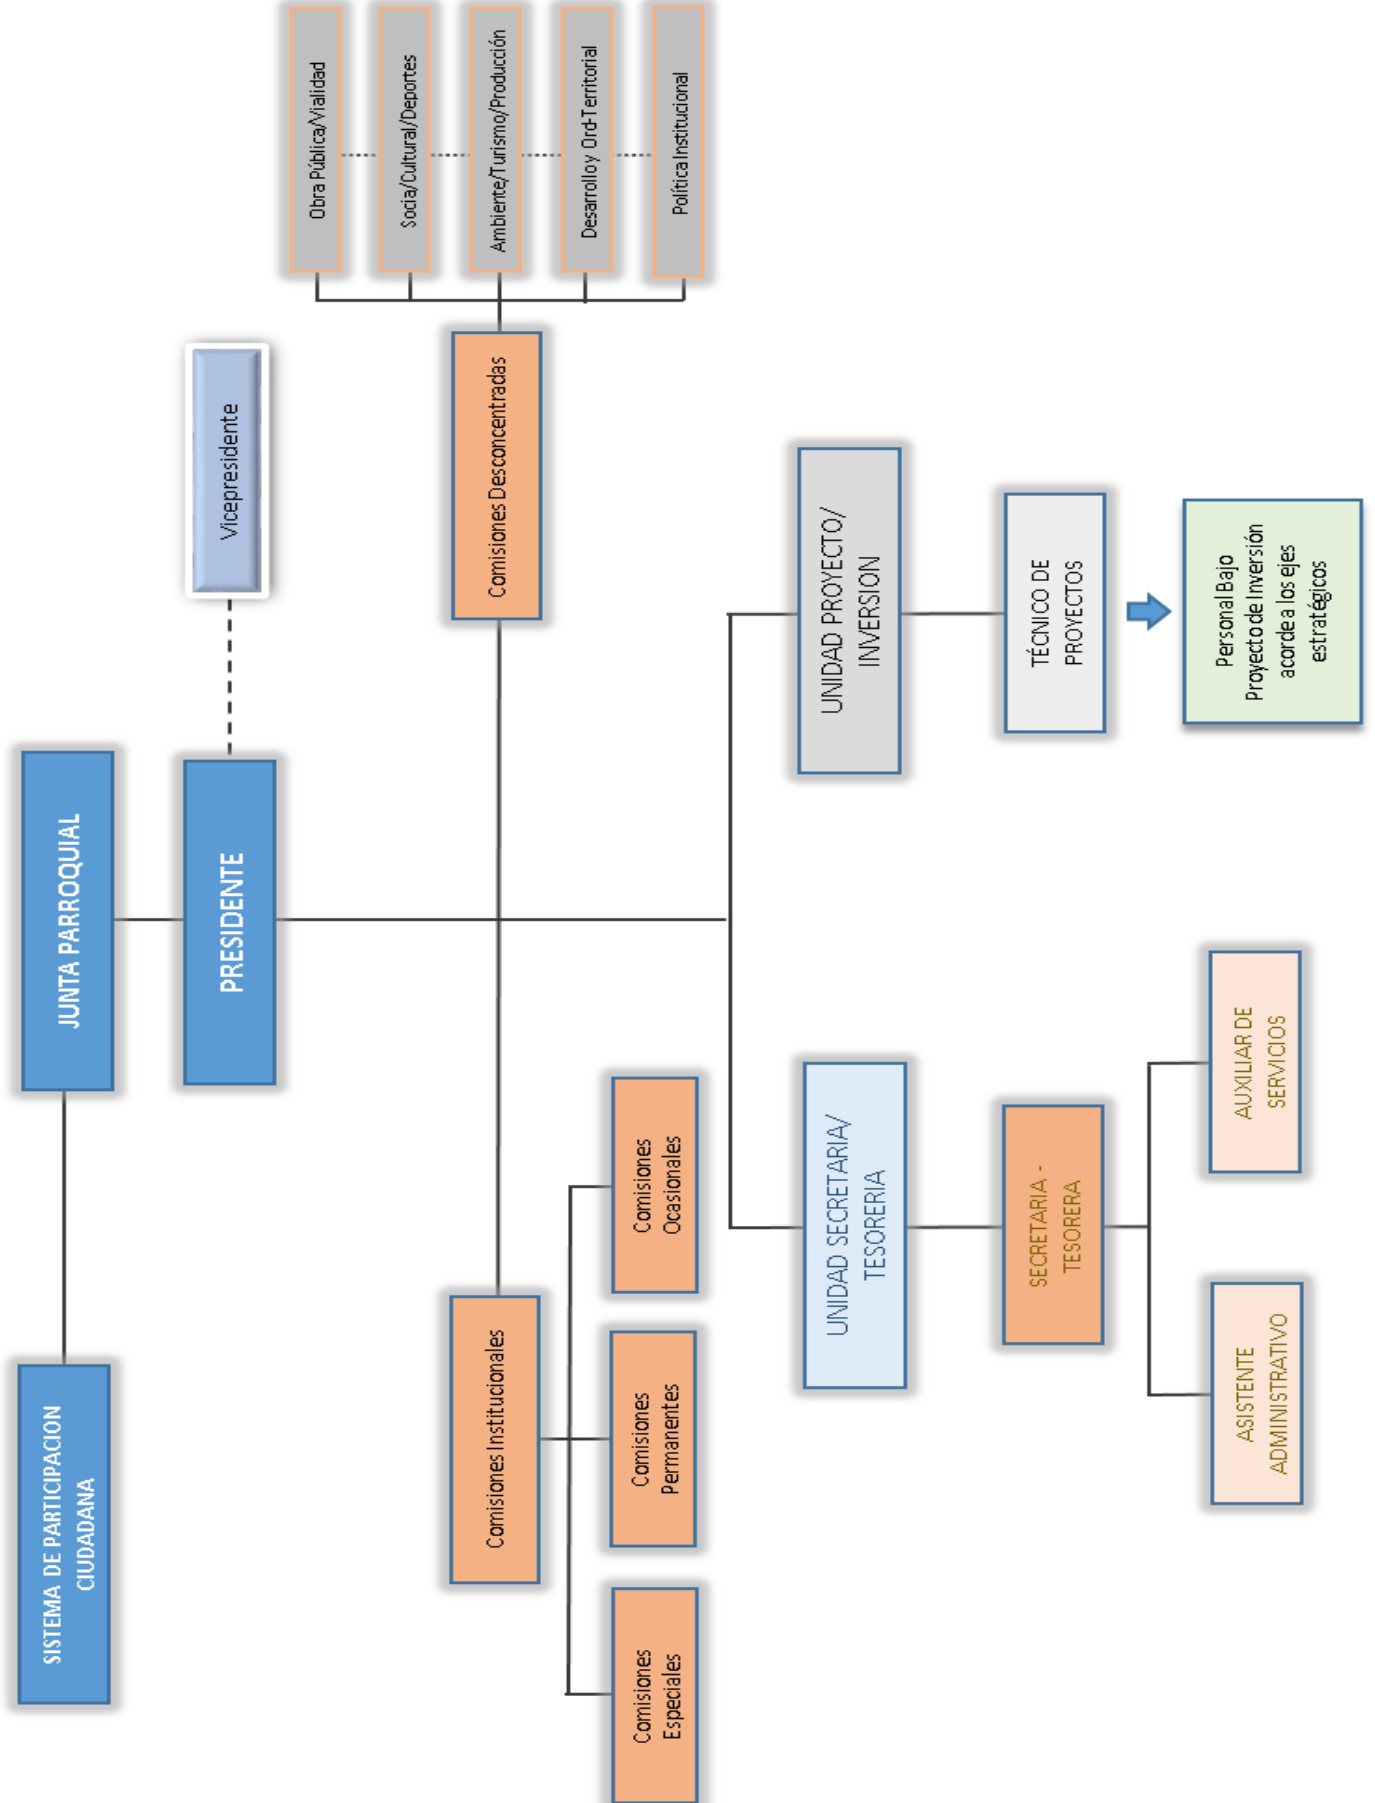 SISTEMA DE PARTICIPACION
CIUDADANA
JUNTA PARROQUIAL
PRESIDENTE
Vicepresidente
Comisiones Institucionales
Comisiones Desconcentradas
Obra Pública/Vialidad
Socia/Cultural/Deportes
Ambiente/Turismo/Producción
Desarrollo y Ord-Territorial
Política Institucional
Comisiones
Especiales
Comisiones
Permanentes
Comisiones
Ocasionales
UNIDAD SECRETARIA/
TESORERIA
UNIDAD PROYECTO/
INVERSION
SECRETARIA -
TESORERA
TÉCNICO DE
PROYECTOS
ASISTENTE
ADMINISTRATIVO
AUXILIAR DE
SERVICIOS
Personal Bajo
Proyecto de Inversión
acorde a los ejes
estratégicos